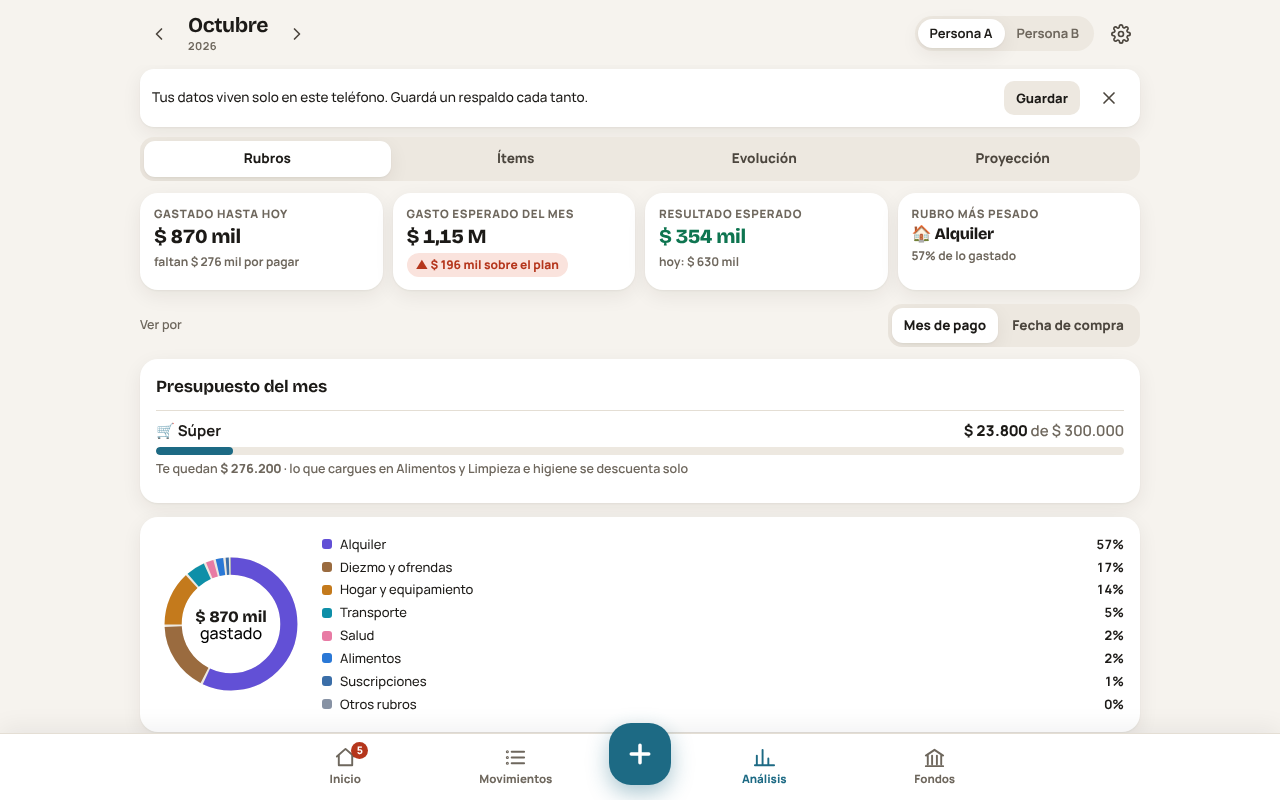 Octubre
2026
Persona A
Persona B
Tus datos viven solo en este teléfono. Guardá un respaldo cada tanto.
Guardar
Rubros
Ítems
Evolución
Proyección
GASTADO HASTA HOY
$ 870 mil
faltan $ 276 mil por pagar
GASTO ESPERADO DEL MES
$ 1,15 M
▲ $ 196 mil sobre el plan
RESULTADO ESPERADO
$ 354 mil
hoy: $ 630 mil
RUBRO MÁS PESADO
🏠 Alquiler
57% de lo gastado
Ver por
Mes de pago
Fecha de compra
Presupuesto del mes
🛒 Súper
$ 23.800 de $ 300.000
Te quedan $ 276.200 · lo que cargues en Alimentos y Limpieza e higiene se descuenta solo
$ 870 mil
gastado
Alquiler 57%
Diezmo y ofrendas 17%
Hogar y equipamiento 14%
Transporte 5%
Salud 2%
Alimentos 2%
Suscripciones 1%
Otros rubros 0%
5
Inicio
Movimientos
Análisis
Fondos